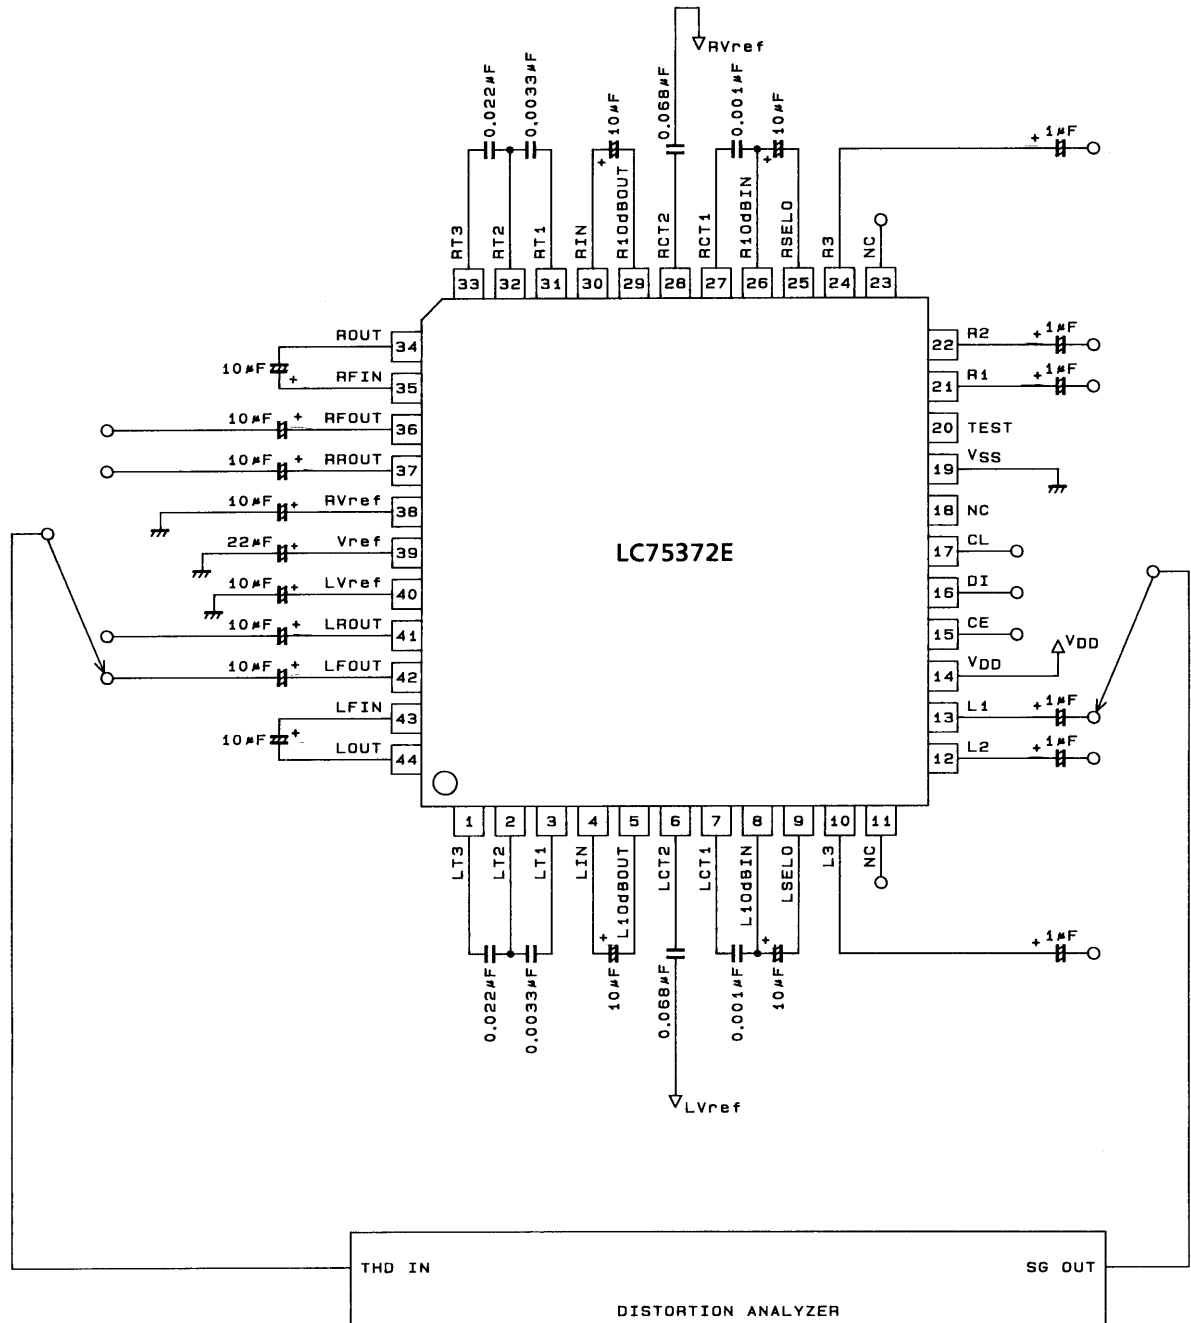 RVref
0.022µF
0.0033µF
10µF
0.068µF
0.001µF
10µF
+ 1µF
+
+
RT3
RT2
RT1
RIN
R10dBOUT
RCT2
RCT1
R10dBIN
RSELO
R3
NC
33
32
31
30
29
28
27
26
25
24
23
ROUT
34
10µF
+
RFIN
35
10µF + RFOUT
36
10µF + RROUT
37
10µF + RVref
38
22µF + Vref
39
10µF + LVref
40
10µF + LROUT
41
10µF + LFOUT
42
LFIN
43
10µF
+
LOUT
44
LC75372E
22 R2
+ 1µF
21 R1
+ 1µF
20 TEST
19 VSS
18 NC
17 CL
16 DI
15 CE
14 VDD
VDD
13 L1
+ 1µF
12 L2
+ 1µF
1
2
3
4
5
6
7
8
9
10
11
LT3
LT2
LT1
LIN
L10dBOUT
LCT2
LCT1
L10dBIN
LSELO
L3
NC
+
+
+ 1µF
0.022µF
0.0033µF
10µF
0.068µF
0.001µF
10µF
LVref
THD IN
SG OUT
DISTORTION ANALYZER